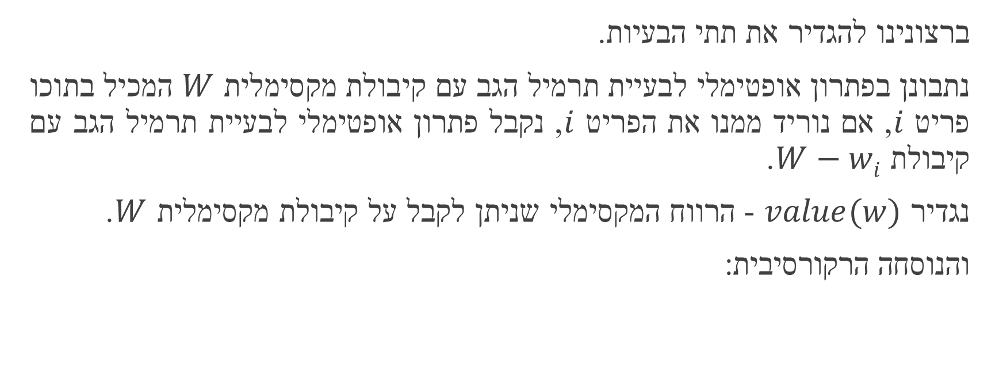 ברצונינו להגדיר את תתי הבעיות.
נתבונן בפתרון אופטימלי לבעיית תרמיל הגב עם קיבולת מקסימלית W המכיל בתוכו
פריט i, אם נוריד ממנו את הפריט i, נקבל פתרון אופטימלי לבעיית תרמיל הגב עם
קיבולת W − wᵢ.
נגדיר value(w) - הרווח המקסימלי שניתן לקבל על קיבולת מקסימלית W.
והנוסחה הרקורסיבית: